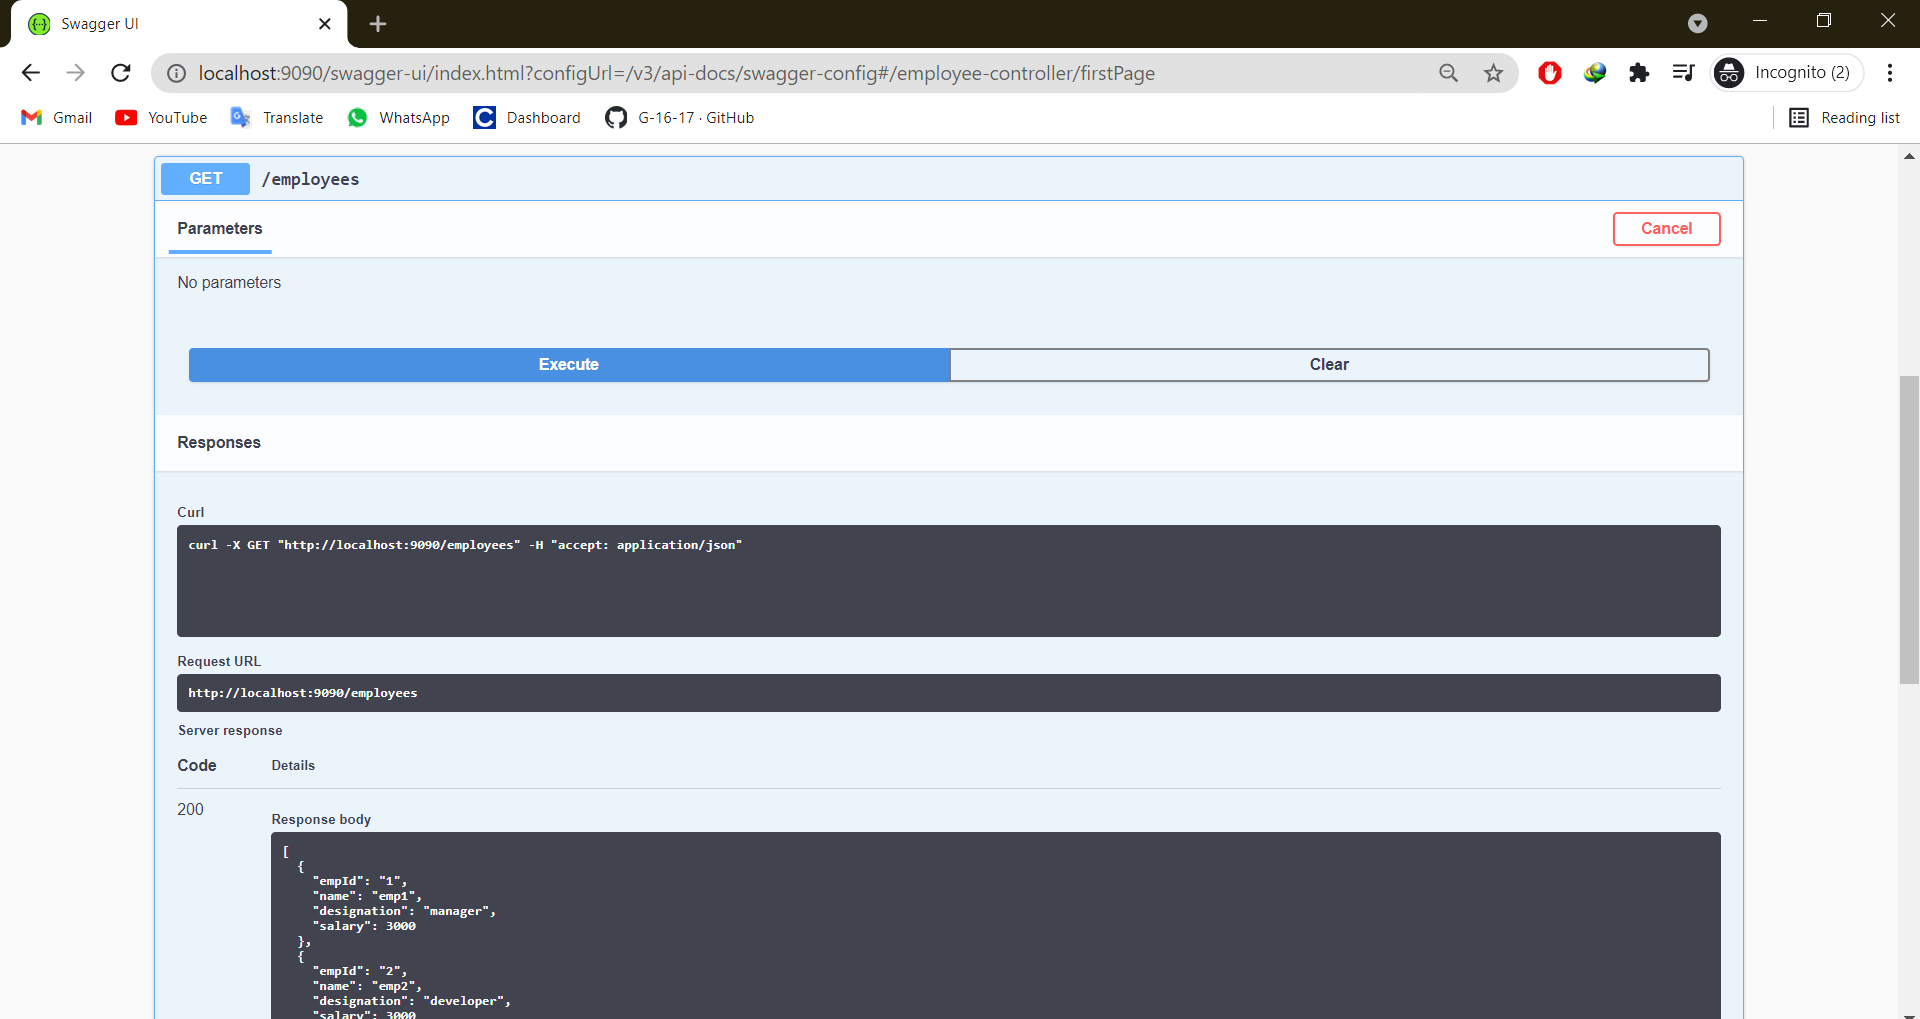 Swagger UI
localhost:9090/swagger-ui/index.html?configUrl=/v3/api-docs/swagger-config#/employee-controller/firstPage
Incognito (2)
Gmail
YouTube
Translate
WhatsApp
Dashboard
G-16-17 · GitHub
Reading list
GET /employees
Parameters
Cancel
No parameters
Execute
Clear
Responses
Curl
curl -X GET "http://localhost:9090/employees" -H "accept: application/json"
Request URL
http://localhost:9090/employees
Server response
Code Details
200
Response body
[
{
"empId": "1",
"name": "emp1",
"designation": "manager",
"salary": 3000
},
{
"empId": "2",
"name": "emp2",
"designation": "developer",
"salary": 3000